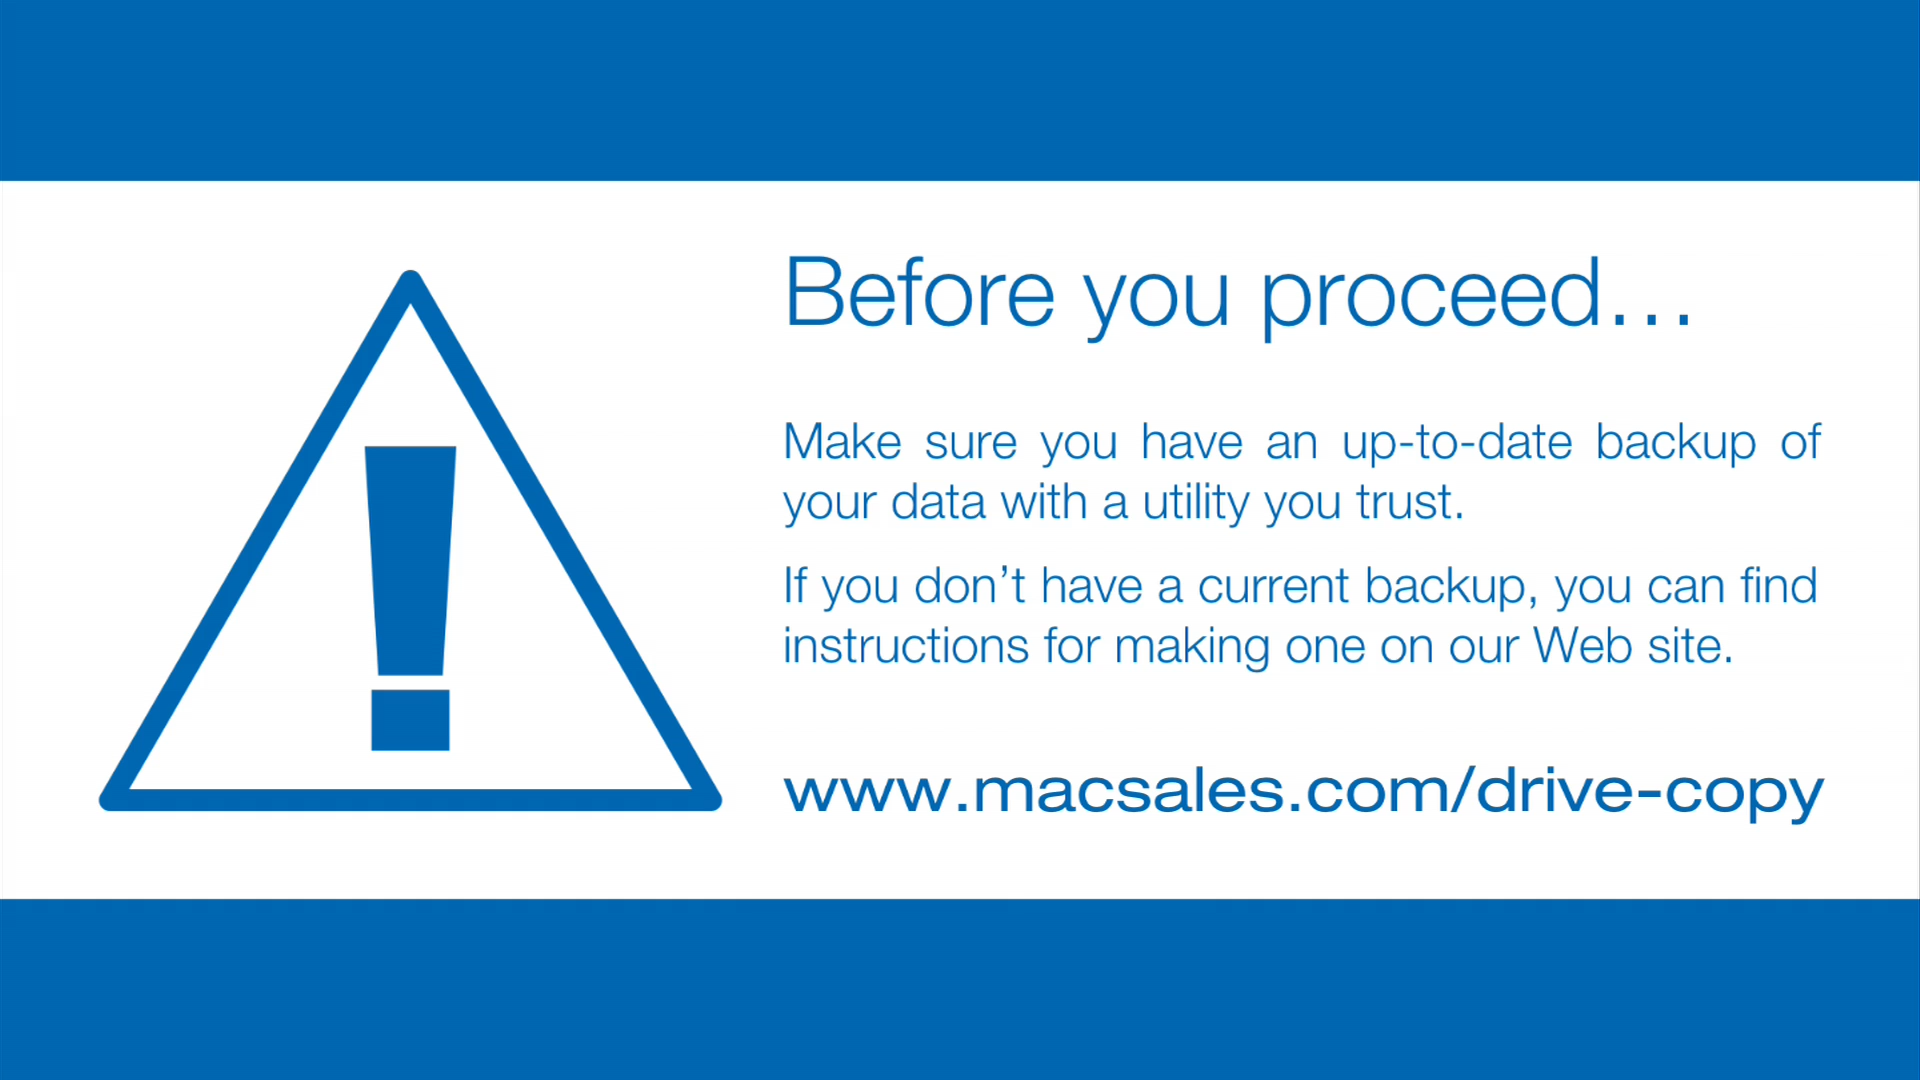 Before you proceed…
Make sure you have an up-to-date backup of
your data with a utility you trust.
If you don’t have a current backup, you can find
instructions for making one on our Web site.
www.macsales.com/drive-copy